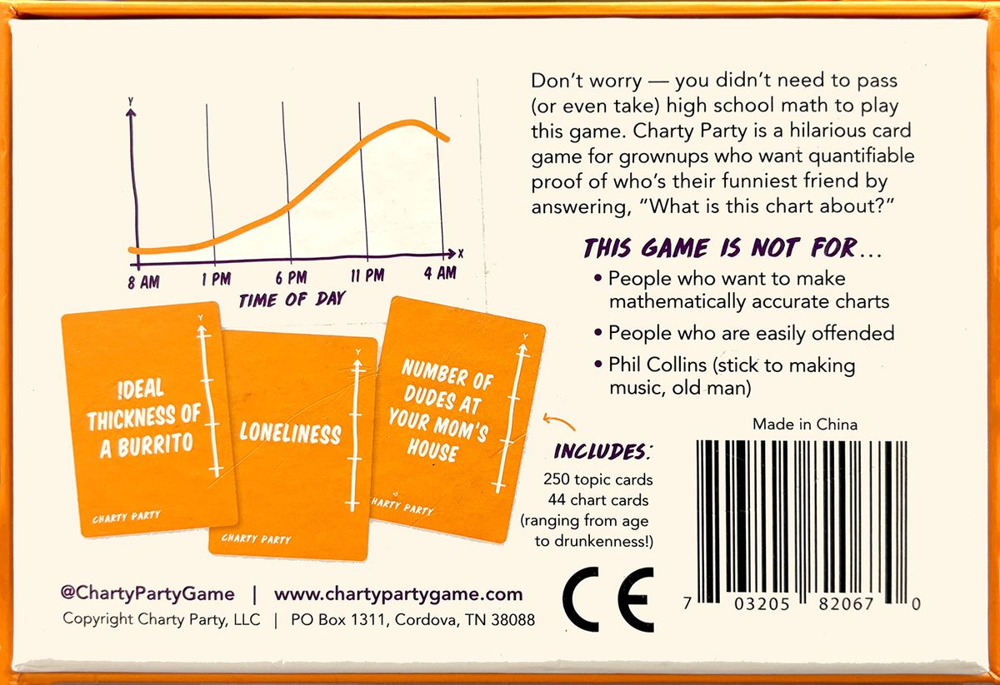 Don't worry — you didn't need to pass
(or even take) high school math to play
this game. Charty Party is a hilarious card
game for grownups who want quantifiable
proof of who's their funniest friend by
answering, "What is this chart about?"
Y
X
8 AM 1 PM 6 PM 11 PM 4 AM
TIME OF DAY
THIS GAME IS NOT FOR...
• People who want to make
mathematically accurate charts
• People who are easily offended
• Phil Collins (stick to making
music, old man)
Y
IDEAL
THICKNESS OF
A BURRITO
CHARTY PARTY
Y
LONELINESS
CHARTY PARTY
Y
NUMBER OF
DUDES AT
YOUR MOM'S
HOUSE
CHARTY PARTY
INCLUDES:
250 topic cards
44 chart cards
(ranging from age
to drunkenness!)
Made in China
7 03205 82067 0
CE
@ChartyPartyGame | www.chartypartygame.com
Copyright Charty Party, LLC | PO Box 1311, Cordova, TN 38088